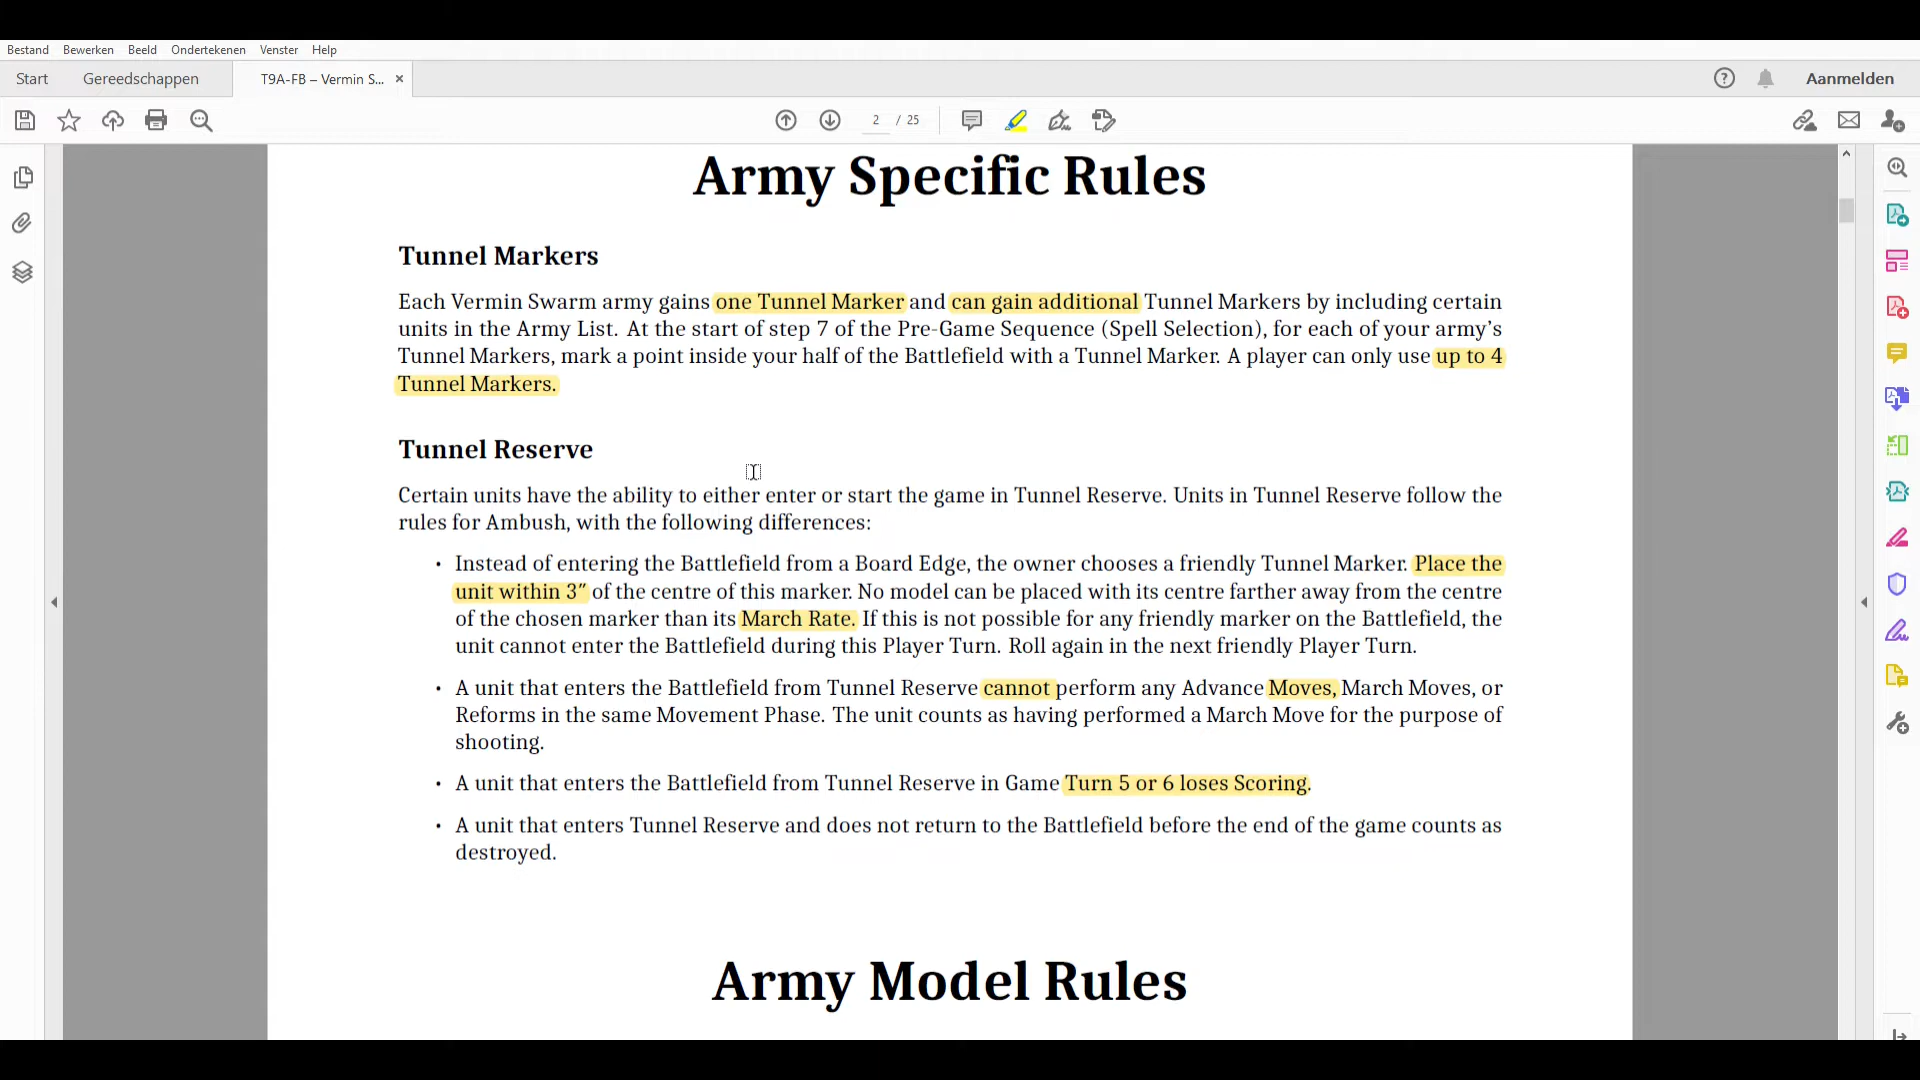 Bestand Bewerken Beeld Ondertekenen Venster Help
Start Gereedschappen T9A-FB – Vermin S... × Aanmelden
2 / 25
Army Specific Rules
Tunnel Markers
Each Vermin Swarm army gains one Tunnel Marker and can gain additional Tunnel Markers by including certain
units in the Army List. At the start of step 7 of the Pre-Game Sequence (Spell Selection), for each of your army’s
Tunnel Markers, mark a point inside your half of the Battlefield with a Tunnel Marker. A player can only use up to 4
Tunnel Markers.
Tunnel Reserve
Certain units have the ability to either enter or start the game in Tunnel Reserve. Units in Tunnel Reserve follow the
rules for Ambush, with the following differences:
• Instead of entering the Battlefield from a Board Edge, the owner chooses a friendly Tunnel Marker. Place the
unit within 3″ of the centre of this marker. No model can be placed with its centre farther away from the centre
of the chosen marker than its March Rate. If this is not possible for any friendly marker on the Battlefield, the
unit cannot enter the Battlefield during this Player Turn. Roll again in the next friendly Player Turn.
• A unit that enters the Battlefield from Tunnel Reserve cannot perform any Advance Moves, March Moves, or
Reforms in the same Movement Phase. The unit counts as having performed a March Move for the purpose of
shooting.
• A unit that enters the Battlefield from Tunnel Reserve in Game Turn 5 or 6 loses Scoring.
• A unit that enters Tunnel Reserve and does not return to the Battlefield before the end of the game counts as
destroyed.
Army Model Rules